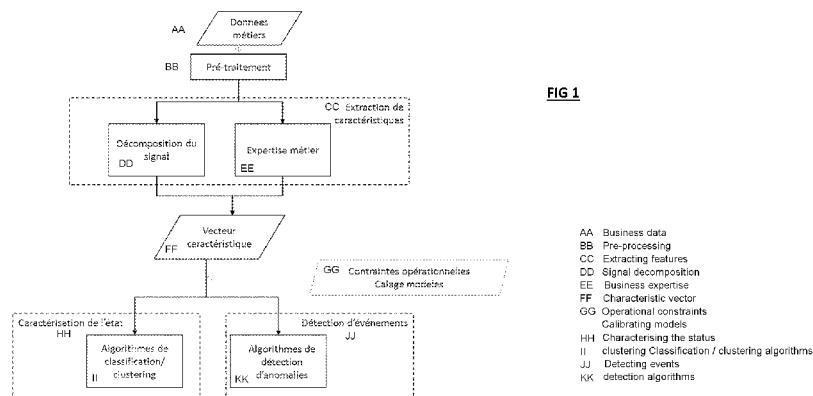 AA
Données
métiers
BB
Pré-traitement
FIG 1
CC Extraction de
caractéristiques
Décomposition du
signal
DD
Expertise métier
EE
Vecteur
caractéristique
FF
GG Contraintes opérationnelles
Calage modèles
Caractérisation de l'état
HH
Algorithmes de
classification/
clustering
II
Détection d'événements
JJ
Algorithmes de
détection
d'anomalies
KK
AA Business data
BB Pre-processing
CC Extracting features
DD Signal decomposition
EE Business expertise
FF Characteristic vector
GG Operational constraints
Calibrating models
HH Characterising the status
II clustering Classification / clustering algorithms
JJ Detecting events
KK detection algorithms